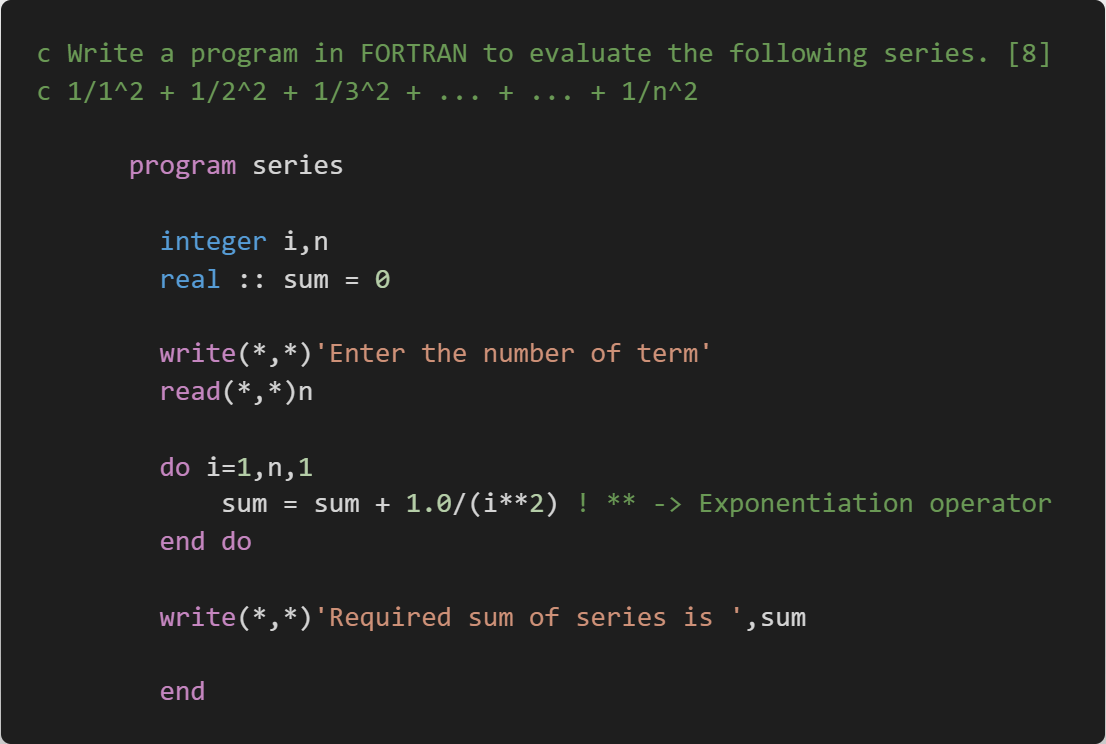 c Write a program in FORTRAN to evaluate the following series. [8]
c 1/1^2 + 1/2^2 + 1/3^2 + ... + ... + 1/n^2
program series
integer i,n
real :: sum = 0
write(*,*)'Enter the number of term'
read(*,*)n
do i=1,n,1
sum = sum + 1.0/(i**2) ! ** -> Exponentiation operator
end do
write(*,*)'Required sum of series is ',sum
end